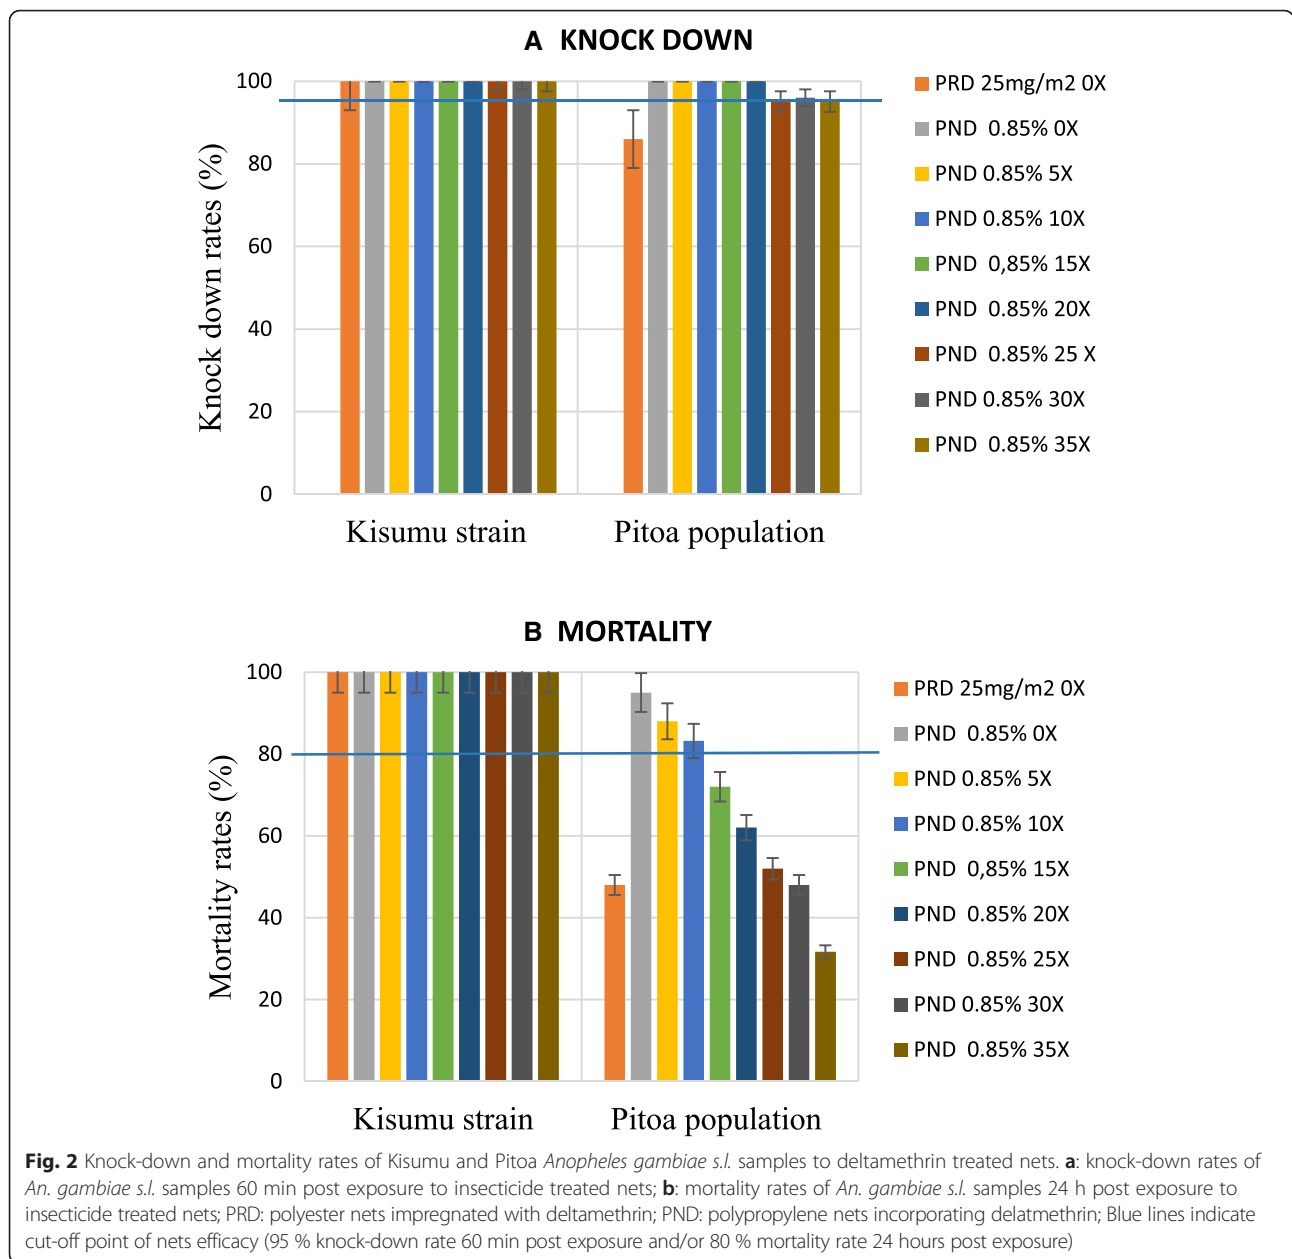 A KNOCK DOWN
100
80
60
40
20
0
Knock down rates (%)
Kisumu strain
Pitoa population
PRD 25mg/m2 0X
PND 0.85% 0X
PND 0.85% 5X
PND 0.85% 10X
PND 0,85% 15X
PND 0.85% 20X
PND 0.85% 25 X
PND 0.85% 30X
PND 0.85% 35X
B MORTALITY
100
80
60
40
20
0
Mortality rates (%)
Kisumu strain
Pitoa population
PRD 25mg/m2 0X
PND 0.85% 0X
PND 0.85% 5X
PND 0.85% 10X
PND 0,85% 15X
PND 0.85% 20X
PND 0.85% 25X
PND 0.85% 30X
PND 0.85% 35X
Fig. 2 Knock-down and mortality rates of Kisumu and Pitoa Anopheles gambiae s.l. samples to deltamethrin treated nets. a: knock-down rates of
An. gambiae s.l. samples 60 min post exposure to insecticide treated nets; b: mortality rates of An. gambiae s.l. samples 24 h post exposure to
insecticide treated nets; PRD: polyester nets impregnated with deltamethrin; PND: polypropylene nets incorporating delatmethrin; Blue lines indicate
cut-off point of nets efficacy (95 % knock-down rate 60 min post exposure and/or 80 % mortality rate 24 hours post exposure)